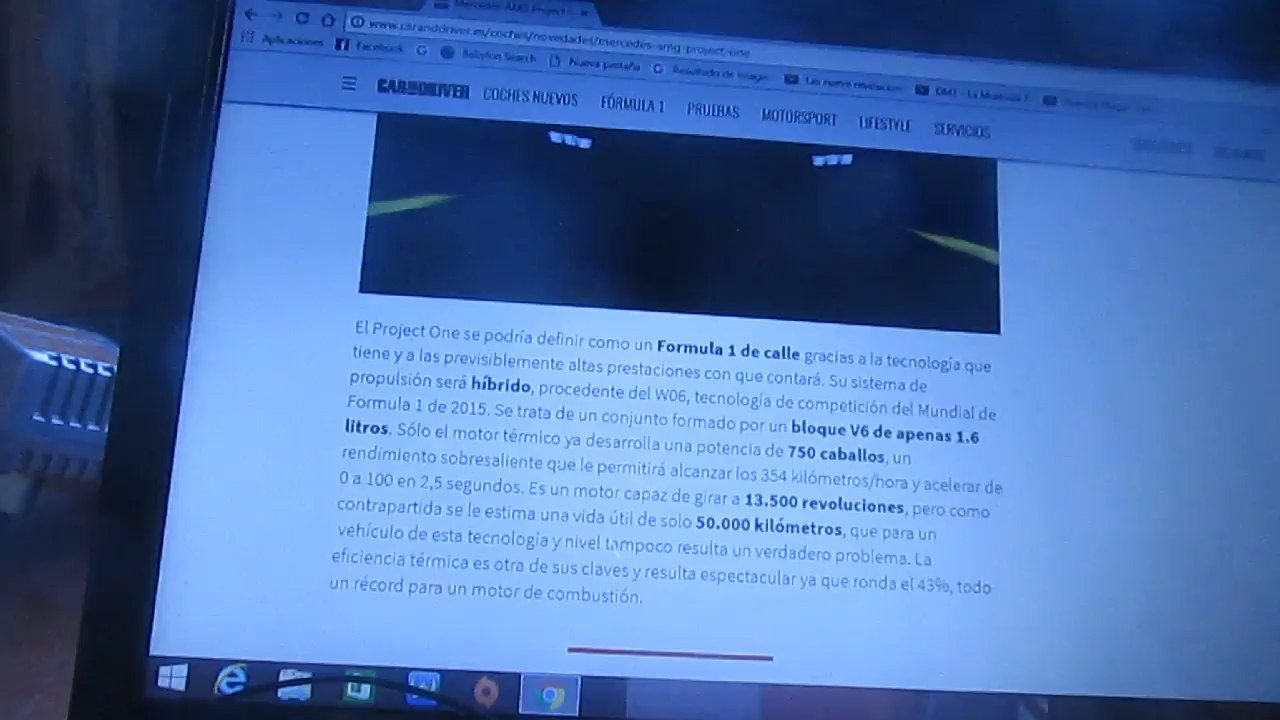 Mercedes-AMG Project
www.caranddriver.es/coches/novedades/mercedes-amg-project-one
Aplicaciones Facebook Babylon Search Nueva pestaña Resultado de imagen
CAR AND DRIVER COCHES NUEVOS FÓRMULA 1 PRUEBAS MOTORSPORT LIFESTYLE SERVICIOS
El Project One se podría definir como un Formula 1 de calle gracias a la tecnología que
tiene y a las previsiblemente altas prestaciones con que contará. Su sistema de
propulsión será híbrido, procedente del W06, tecnología de competición del Mundial de
Formula 1 de 2015. Se trata de un conjunto formado por un bloque V6 de apenas 1.6
litros. Sólo el motor térmico ya desarrolla una potencia de 750 caballos, un
rendimiento sobresaliente que le permitirá alcanzar los 354 kilómetros/hora y acelerar de
0 a 100 en 2,5 segundos. Es un motor capaz de girar a 13.500 revoluciones, pero como
contrapartida se le estima una vida útil de solo 50.000 kilómetros, que para un
vehículo de esta tecnología y nivel tampoco resulta un verdadero problema. La
eficiencia térmica es otra de sus claves y resulta espectacular ya que ronda el 43%, todo
un récord para un motor de combustión.